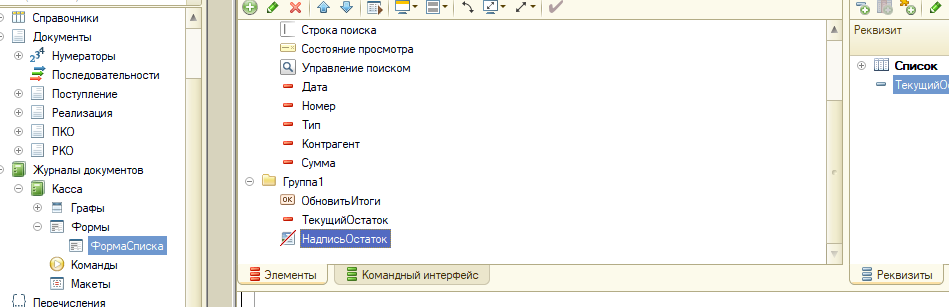 Справочники
Документы
Нумераторы
Последовательности
Поступление
Реализация
ПКО
РКО
Журналы документов
Касса
Графы
Формы
ФормаСписка
Команды
Макеты
Перечисления
Строка поиска
Состояние просмотра
Управление поиском
Дата
Номер
Тип
Контрагент
Сумма
Группа1
OK ОбновитьИтоги
ТекущийОстаток
НадписьОстаток
Элементы
Командный интерфейс
Реквизит
Список
ТекущийОс
Реквизиты